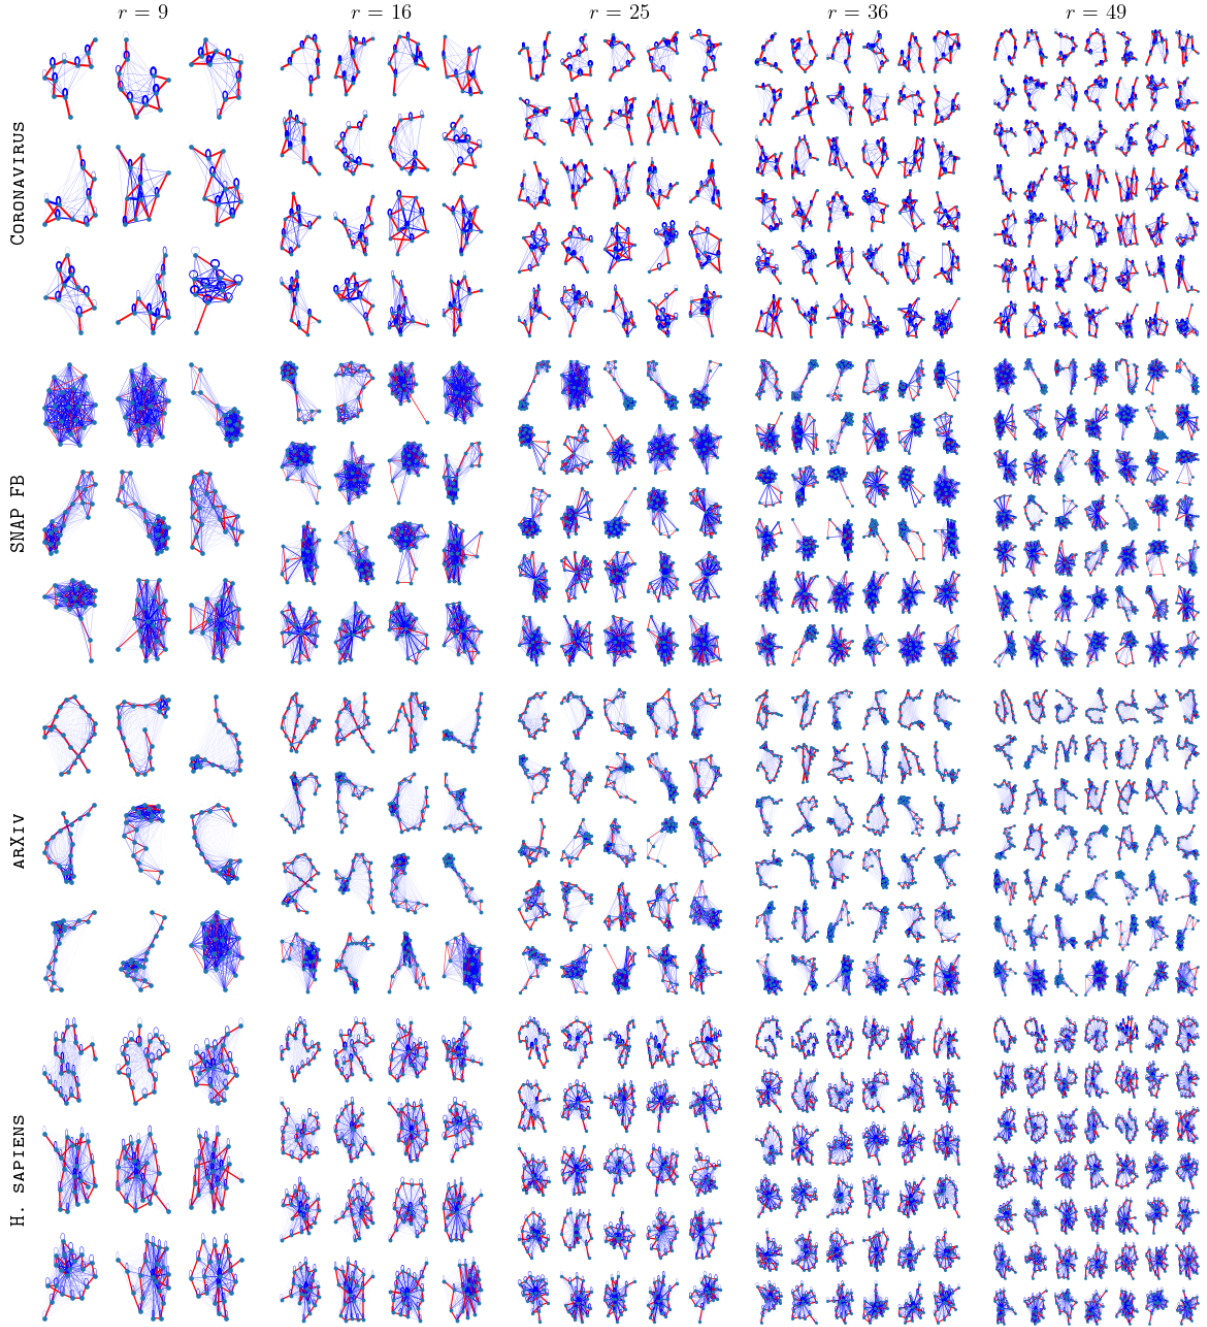 r = 9 r = 16 r = 25 r = 36 r = 49
CORONAVIRUS
SNAP FB
ARXIV
H. SAPIENS